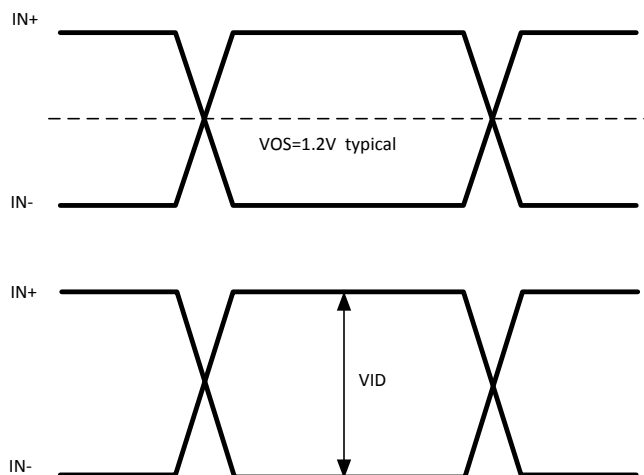 IN+
VOS=1.2V typical
IN-
IN+
VID
IN-